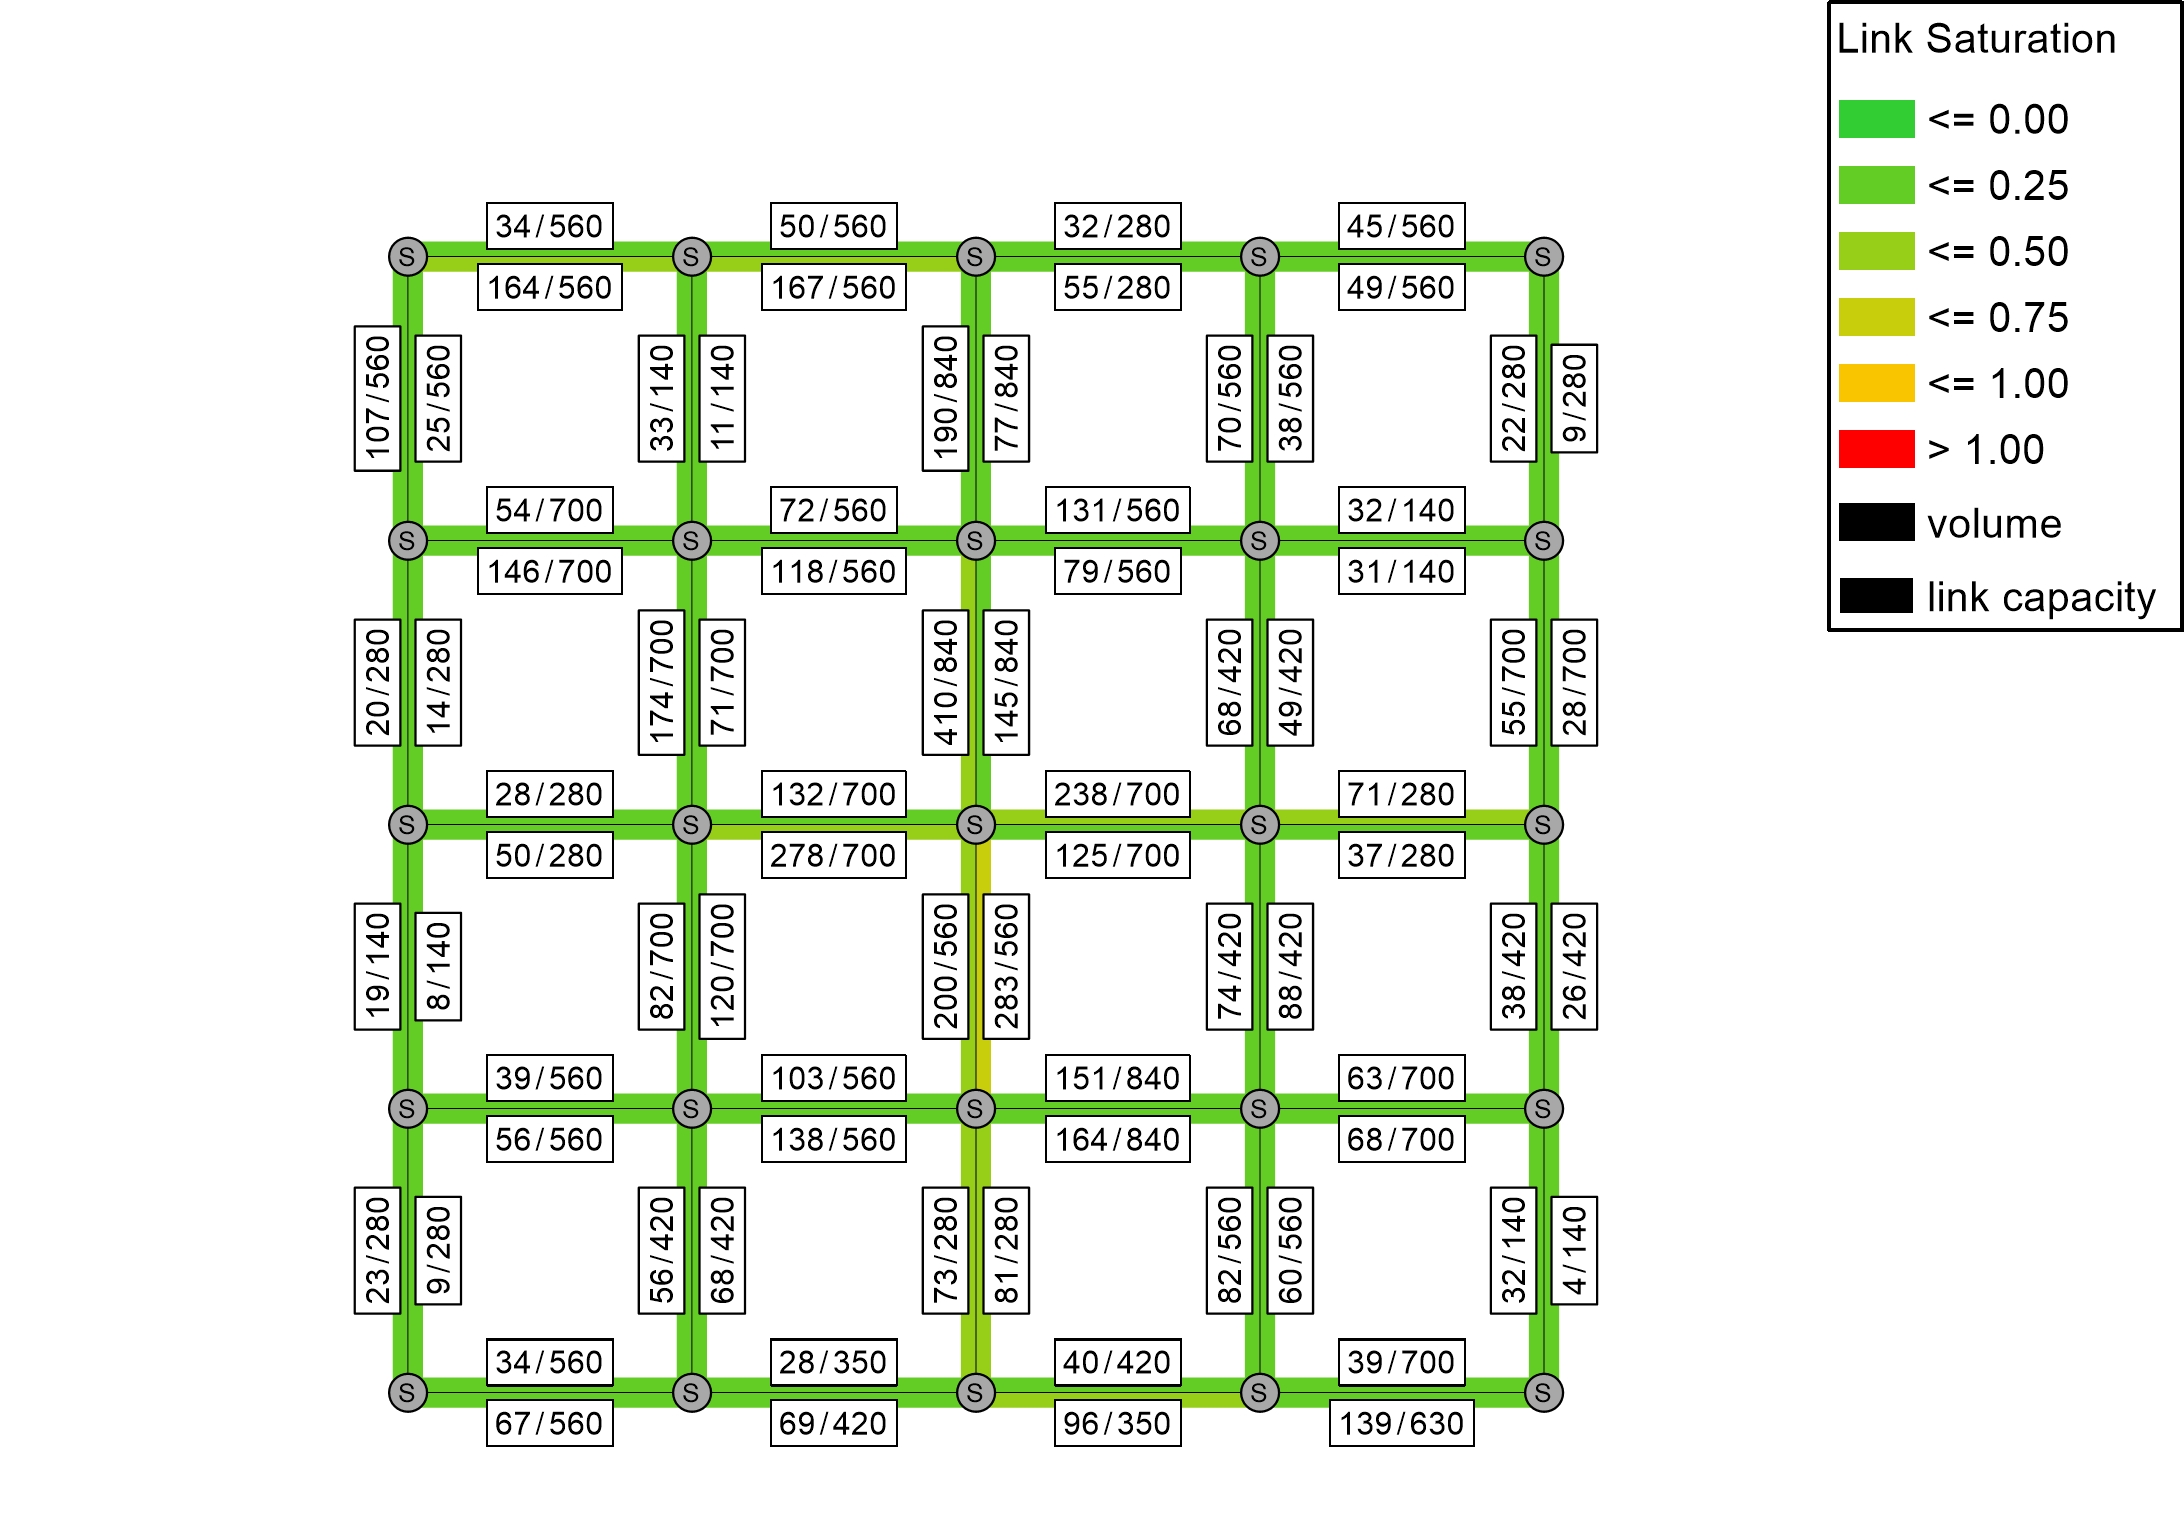 Link Saturation
<= 0.00
<= 0.25
<= 0.50
<= 0.75
<= 1.00
> 1.00
volume
link capacity
34/560 50/560 32/280 45/560
S S S S S
164/560 167/560 55/280 49/560
107/560 25/560 33/140 11/140 190/840 77/840 70/560 38/560 22/280 9/280
54/700 72/560 131/560 32/140
S S S S S
146/700 118/560 79/560 31/140
20/280 14/280 174/700 71/700 410/840 145/840 68/420 49/420 55/700 28/700
28/280 132/700 238/700 71/280
S S S S S
50/280 278/700 125/700 37/280
19/140 8/140 82/700 120/700 200/560 283/560 74/420 88/420 38/420 26/420
39/560 103/560 151/840 63/700
S S S S S
56/560 138/560 164/840 68/700
23/280 9/280 56/420 68/420 73/280 81/280 82/560 60/560 32/140 4/140
34/560 28/350 40/420 39/700
S S S S S
67/560 69/420 96/350 139/630